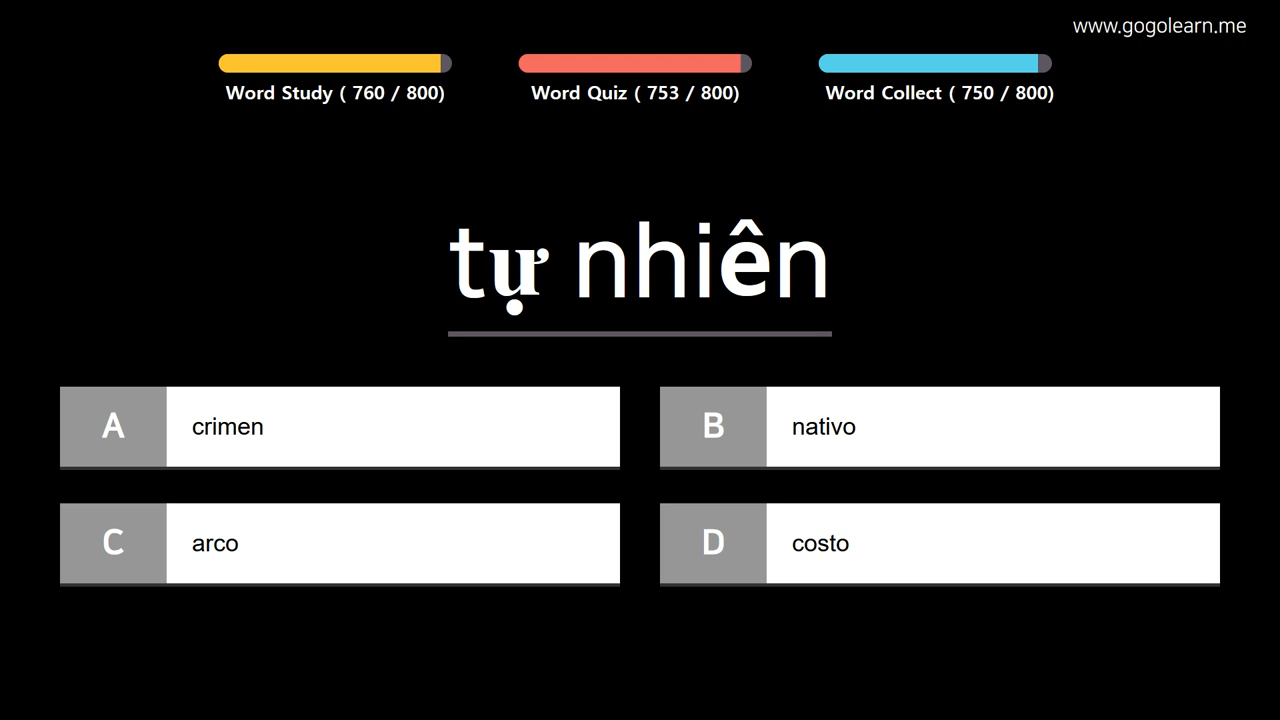 www.gogolearn.me
Word Study ( 760 / 800)
Word Quiz ( 753 / 800)
Word Collect ( 750 / 800)
tự nhiên
A crimen
B nativo
C arco
D costo